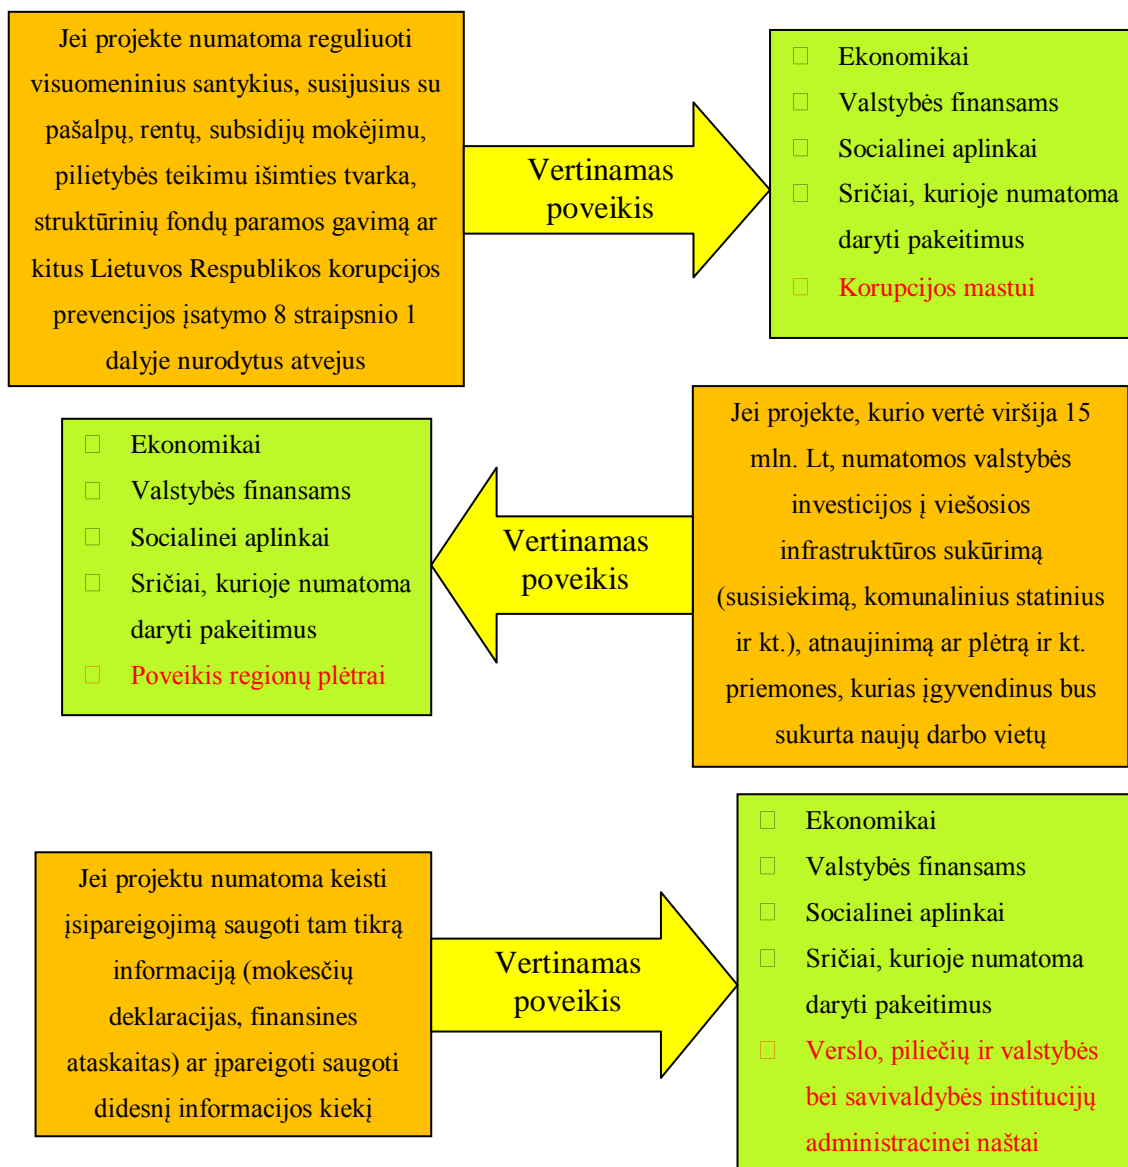 Jei projekte numatoma reguliuoti
visuomeninius santykius, susijusius su
pašalpų, rentų, subsidijų mokėjimu,
pilietybės teikimu išimties tvarka,
struktūrinių fondų paramos gavimą ar
kitus Lietuvos Respublikos korupcijos
prevencijos įsatymo 8 straipsnio 1
dalyje nurodytus atvejus
Vertinamas
poveikis
Ekonomikai
Valstybės finansams
Socialinei aplinkai
Sričiai, kurioje numatoma
daryti pakeitimus
Korupcijos mastui
Jei projekte, kurio vertė viršija 15
mln. Lt, numatomos valstybės
investicijos į viešosios
infrastruktūros sukūrimą
(susisiekimą, komunalinius statinius
ir kt.), atnaujinimą ar plėtrą ir kt.
priemones, kurias įgyvendinus bus
sukurta naujų darbo vietų
Vertinamas
poveikis
Ekonomikai
Valstybės finansams
Socialinei aplinkai
Sričiai, kurioje numatoma
daryti pakeitimus
Poveikis regionų plėtrai
Jei projektu numatoma keisti
įsipareigojimą saugoti tam tikrą
informaciją (mokesčių
deklaracijas, finansines
ataskaitas) ar įpareigoti saugoti
didesnį informacijos kiekį
Vertinamas
poveikis
Ekonomikai
Valstybės finansams
Socialinei aplinkai
Sričiai, kurioje numatoma
daryti pakeitimus
Verslo, piliečių ir valstybės
bei savivaldybės institucijų
administracinei naštai